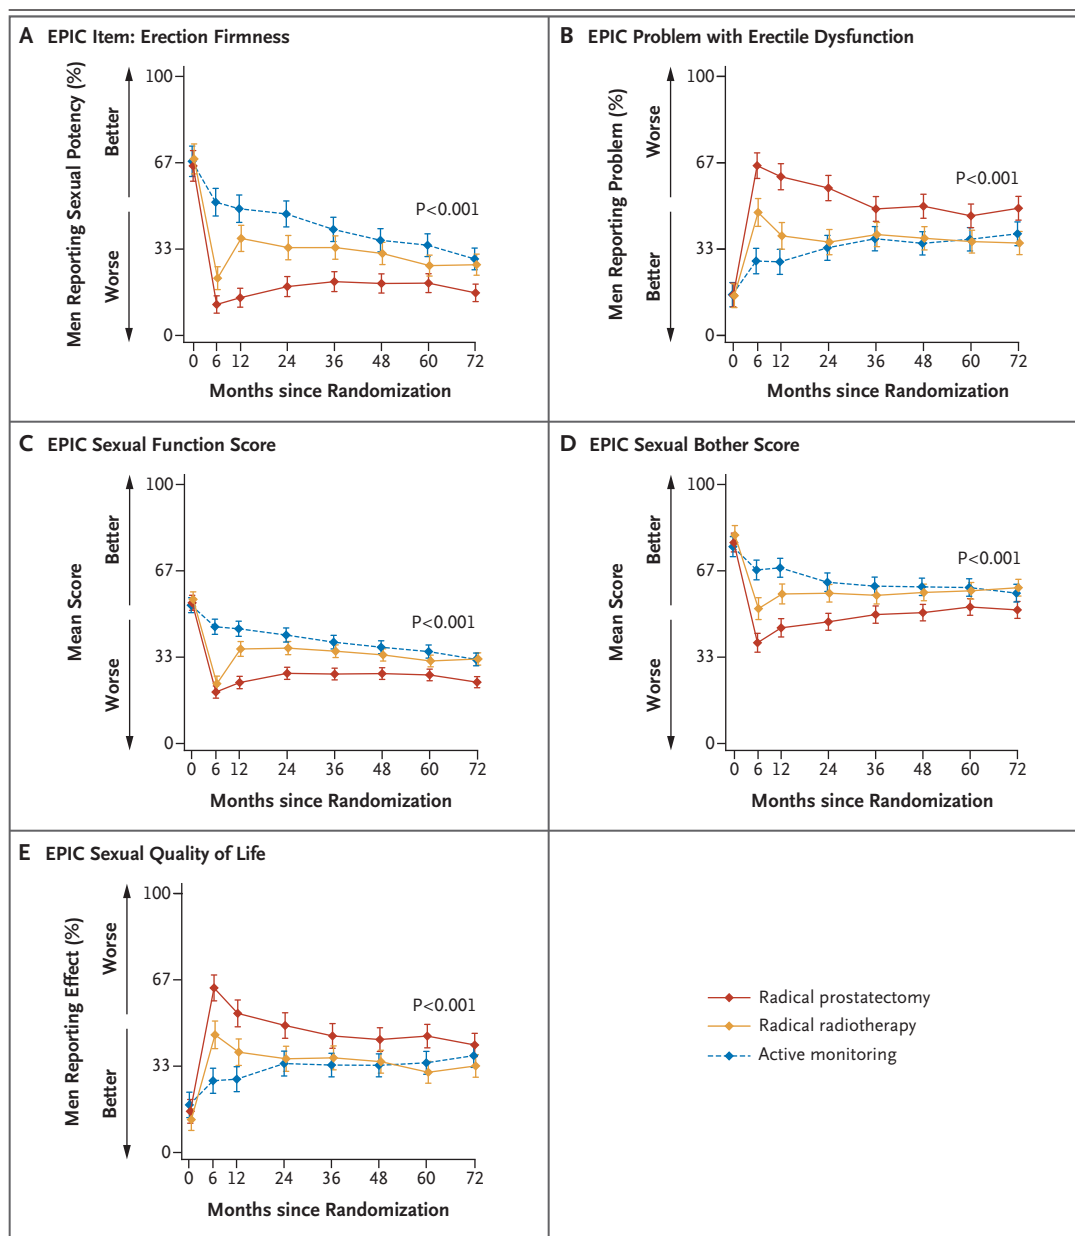 A EPIC Item: Erection Firmness
Men Reporting Sexual Potency (%)
Better
Worse
100
67
33
0
P<0.001
0 6 12 24 36 48 60 72
Months since Randomization
B EPIC Problem with Erectile Dysfunction
Men Reporting Problem (%)
Worse
Better
100
67
33
0
P<0.001
0 6 12 24 36 48 60 72
Months since Randomization
C EPIC Sexual Function Score
Mean Score
Better
Worse
100
67
33
0
P<0.001
0 6 12 24 36 48 60 72
Months since Randomization
D EPIC Sexual Bother Score
Mean Score
Better
Worse
100
67
33
0
P<0.001
0 6 12 24 36 48 60 72
Months since Randomization
E EPIC Sexual Quality of Life
Men Reporting Effect (%)
Worse
Better
100
67
33
0
P<0.001
0 6 12 24 36 48 60 72
Months since Randomization
Radical prostatectomy
Radical radiotherapy
Active monitoring